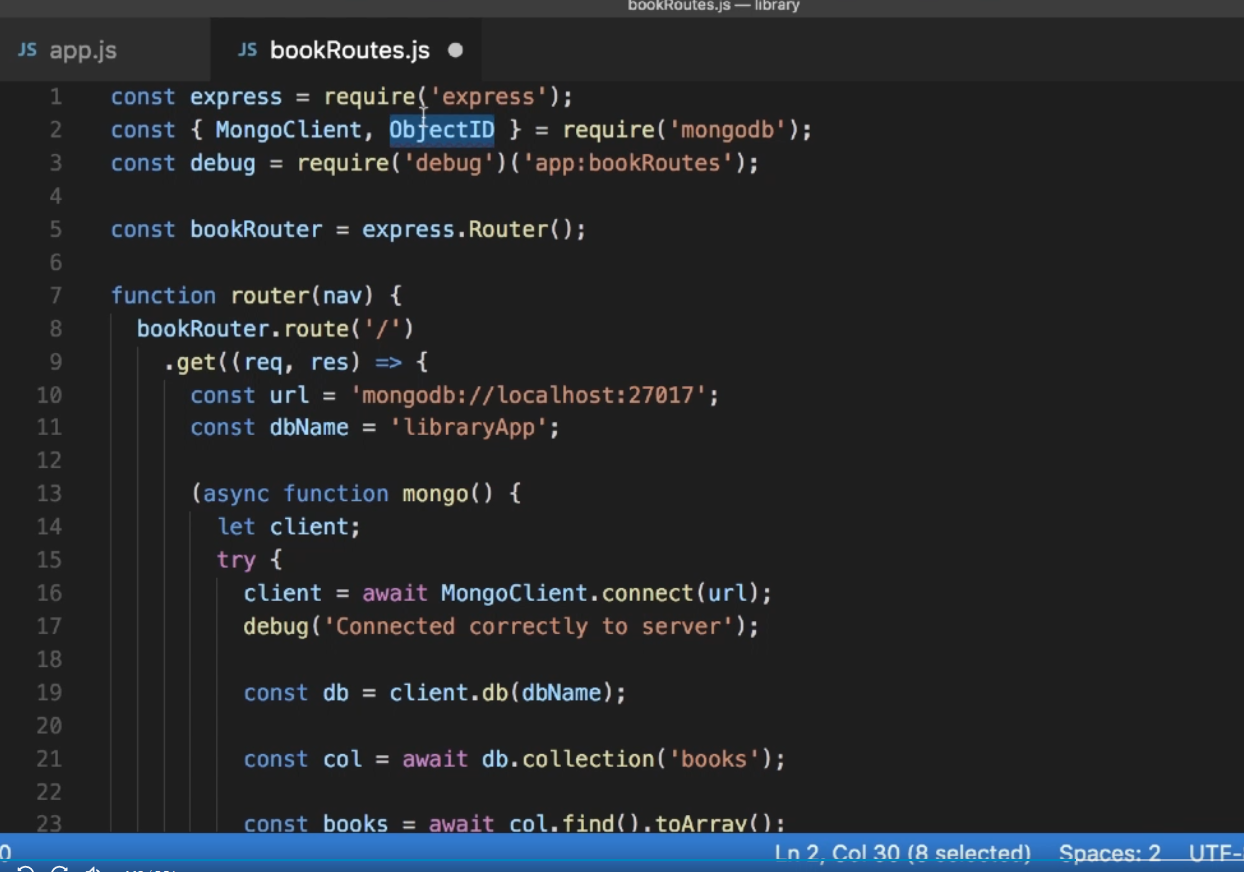 bookRoutes.js — library
JS app.js
JS bookRoutes.js
1 const express = require('express');
2 const { MongoClient, ObjectID } = require('mongodb');
3 const debug = require('debug')('app:bookRoutes');
4
5 const bookRouter = express.Router();
6
7 function router(nav) {
8 bookRouter.route('/')
9 .get((req, res) => {
10 const url = 'mongodb://localhost:27017';
11 const dbName = 'libraryApp';
12
13 (async function mongo() {
14 let client;
15 try {
16 client = await MongoClient.connect(url);
17 debug('Connected correctly to server');
18
19 const db = client.db(dbName);
20
21 const col = await db.collection('books');
22
23 const books = await col.find().toArray();
0 Ln 2, Col 30 (8 selected) Spaces: 2 UTF-